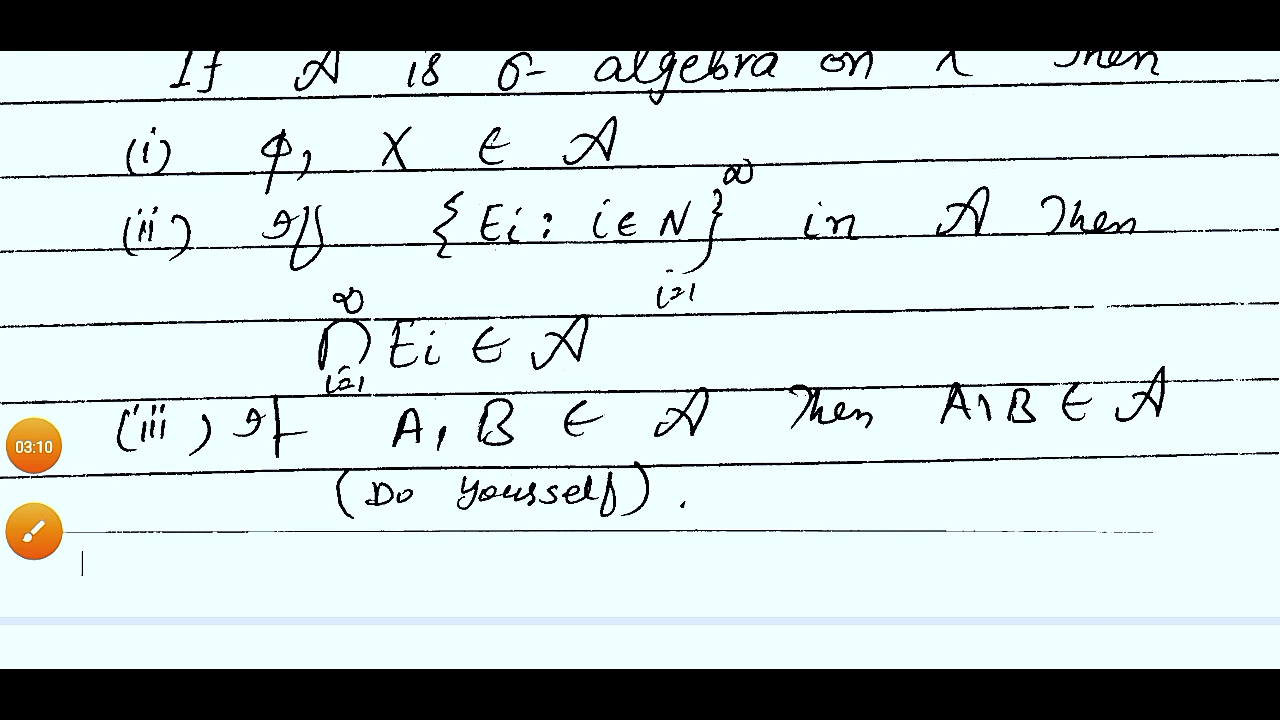 If 𝒜 is σ- algebra on X Then
(i) φ, X ∈ 𝒜
(ii) If {Ei : i ∈ N}
∞
i=1
in 𝒜 Then
∞
⋂ Ei ∈ 𝒜
i=1
(iii) If A, B ∈ 𝒜 Then A\B ∈ 𝒜
03:10
(Do Yourself).